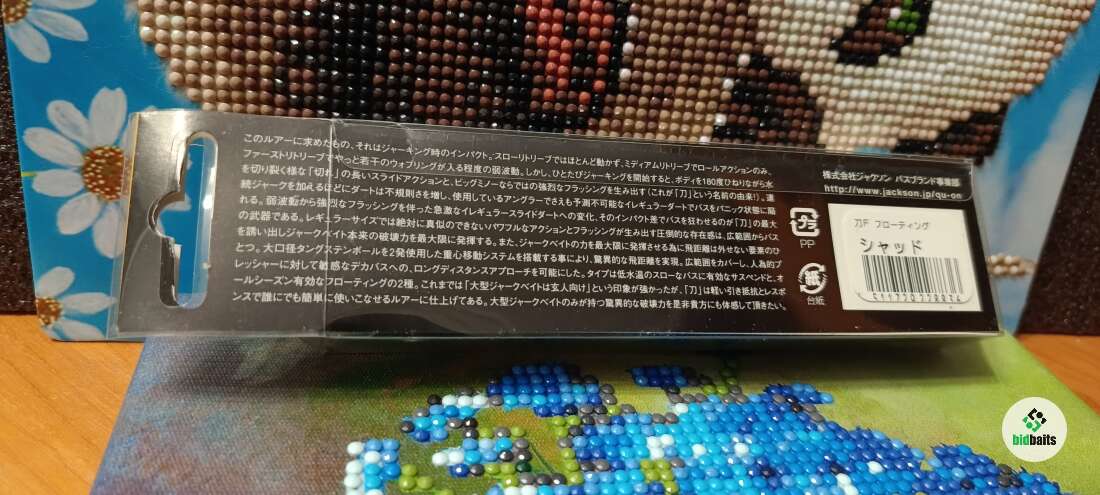 このルアーに求めたもの、それはジャーキング時のインパクト。スローリトリーブではほとんど動かず、ミディアムリトリーブでロールアクションのみ、
ファーストリトリーブでやっと若干のウォブリングが入る程度の弱波動。しかし、ひとたびジャーキングを開始すると、ボディを180度ひねりながら水
を切り裂く様な「切れ」の長いスライドアクションと、ビッグミノーならではの強烈なフラッシングを生み出す(これが「刀」という名前の由来!)。連
続ジャークを加えるほどにダートは不規則さを増し、使用しているアングラーでさえも予測不可能なイレギュラーダートでバスをパニック状態に陥
れる。弱波動から強烈なフラッシングを伴った急激なイレギュラースライドダートへの変化、そのインパクト差でバスを狂わせるのが「刀」の最大
の武器である。レギュラーサイズでは絶対に真似のできないパワフルなアクションとフラッシングが生み出す圧倒的な存在感は、広範囲からバス
を誘い出しジャークベイト本来の破壊力を最大限に発揮する。また、ジャークベイトの力を最大限に発揮させる為に飛距離は外せない要素のひ
とつ。大口径タングステンボールを2発使用した重心移動システムを搭載する事により、驚異的な飛距離を実現。広範囲をカバーし、人為的プ
レッシャーに対して敏感なデカバスへの、ロングディスタンスアプローチを可能にした。タイプは低水温のスローなバスに有効なサスペンドと、オ
ールシーズン有効なフローティングの2種。これまでは「大型ジャークベイトは玄人向け」という印象が強かったが、「刀」は軽い引き抵抗とレスポ
ンスで誰にでも簡単に使いこなせるルアーに仕上げてある。大型ジャークベイトのみが持つ驚異的な破壊力を是非貴方にも体感して頂きたい。
株式会社ジャクソン バスブランド事業部
http://www.jackson.jp/qu-on
プラ
PP
紙
台紙
刀F フローティング
シャッド
bidbaits